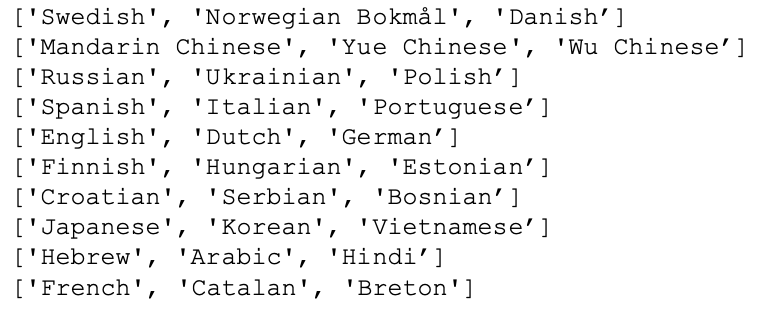 ['Swedish', 'Norwegian Bokmål', 'Danish’]
['Mandarin Chinese', 'Yue Chinese', 'Wu Chinese’]
['Russian', 'Ukrainian', 'Polish’]
['Spanish', 'Italian', 'Portuguese’]
['English', 'Dutch', 'German’]
['Finnish', 'Hungarian', 'Estonian’]
['Croatian', 'Serbian', 'Bosnian’]
['Japanese', 'Korean', 'Vietnamese’]
['Hebrew', 'Arabic', 'Hindi’]
['French', 'Catalan', 'Breton']